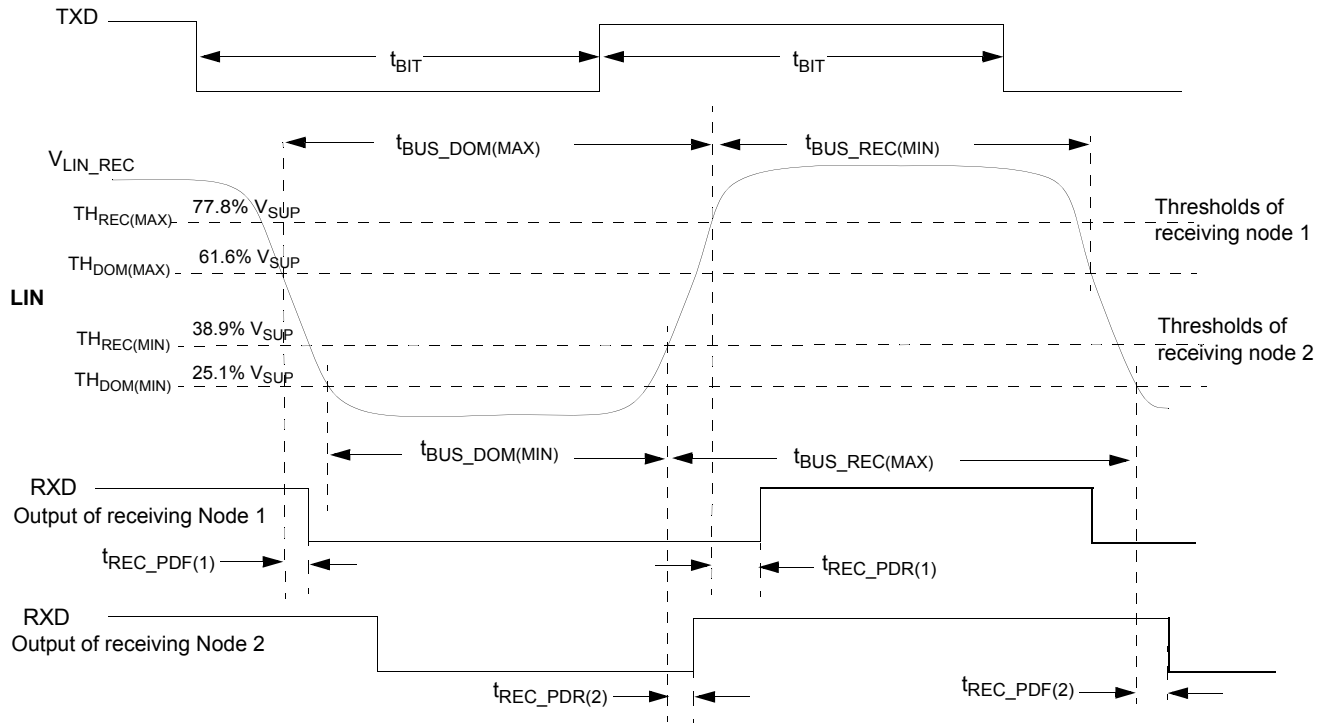 TXD
tBIT
tBIT
tBUS_DOM(MAX)
tBUS_REC(MIN)
VLIN_REC
THREC(MAX) 77.8% VSUP
Thresholds of
receiving node 1
THDOM(MAX) 61.6% VSUP
LIN
THREC(MIN) 38.9% VSUP
Thresholds of
receiving node 2
THDOM(MIN) 25.1% VSUP
tBUS_DOM(MIN)
tBUS_REC(MAX)
RXD
Output of receiving Node 1
tREC_PDF(1)
tREC_PDR(1)
RXD
Output of receiving Node 2
tREC_PDR(2)
tREC_PDF(2)